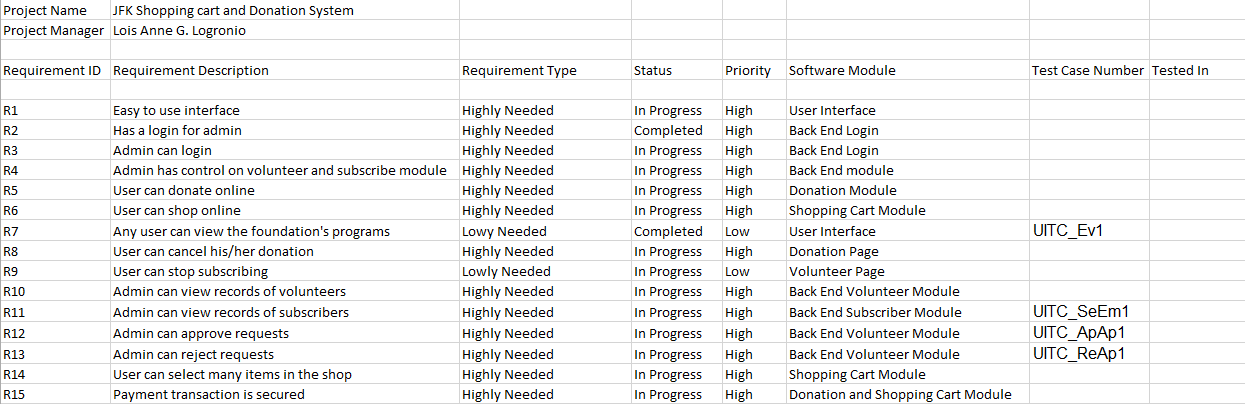 Project Name JFK Shopping cart and Donation System
Project Manager Lois Anne G. Logronio
Requirement ID Requirement Description Requirement Type Status Priority Software Module Test Case Number Tested In
R1 Easy to use interface Highly Needed In Progress High User Interface
R2 Has a login for admin Highly Needed Completed High Back End Login
R3 Admin can login Highly Needed In Progress High Back End Login
R4 Admin has control on volunteer and subscribe module Highly Needed In Progress High Back End module
R5 User can donate online Highly Needed In Progress High Donation Module
R6 User can shop online Highly Needed In Progress High Shopping Cart Module
R7 Any user can view the foundation's programs Lowy Needed Completed Low User Interface UITC_Ev1
R8 User can cancel his/her donation Highly Needed In Progress High Donation Page
R9 User can stop subscribing Lowly Needed In Progress Low Volunteer Page
R10 Admin can view records of volunteers Highly Needed In Progress High Back End Volunteer Module
R11 Admin can view records of subscribers Highly Needed In Progress High Back End Subscriber Module UITC_SeEm1
R12 Admin can approve requests Highly Needed In Progress High Back End Volunteer Module UITC_ApAp1
R13 Admin can reject requests Highly Needed In Progress High Back End Volunteer Module UITC_ReAp1
R14 User can select many items in the shop Highly Needed In Progress High Shopping Cart Module
R15 Payment transaction is secured Highly Needed In Progress High Donation and Shopping Cart Module